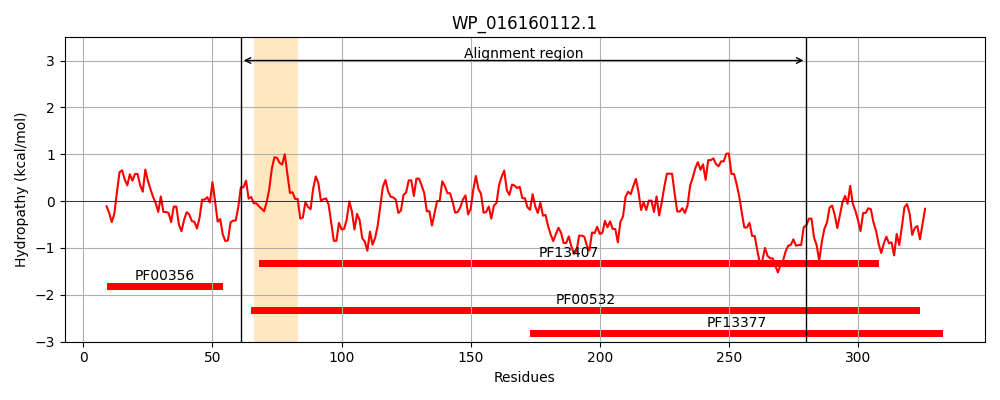 WP_016160112.1
Alignment region
Hydropathy (kcal/mol)
3
2
1
0
−1
−2
−3
PF13407
PF00356
PF00532
PF13377
0 50 100 150 200 250 300
Residues